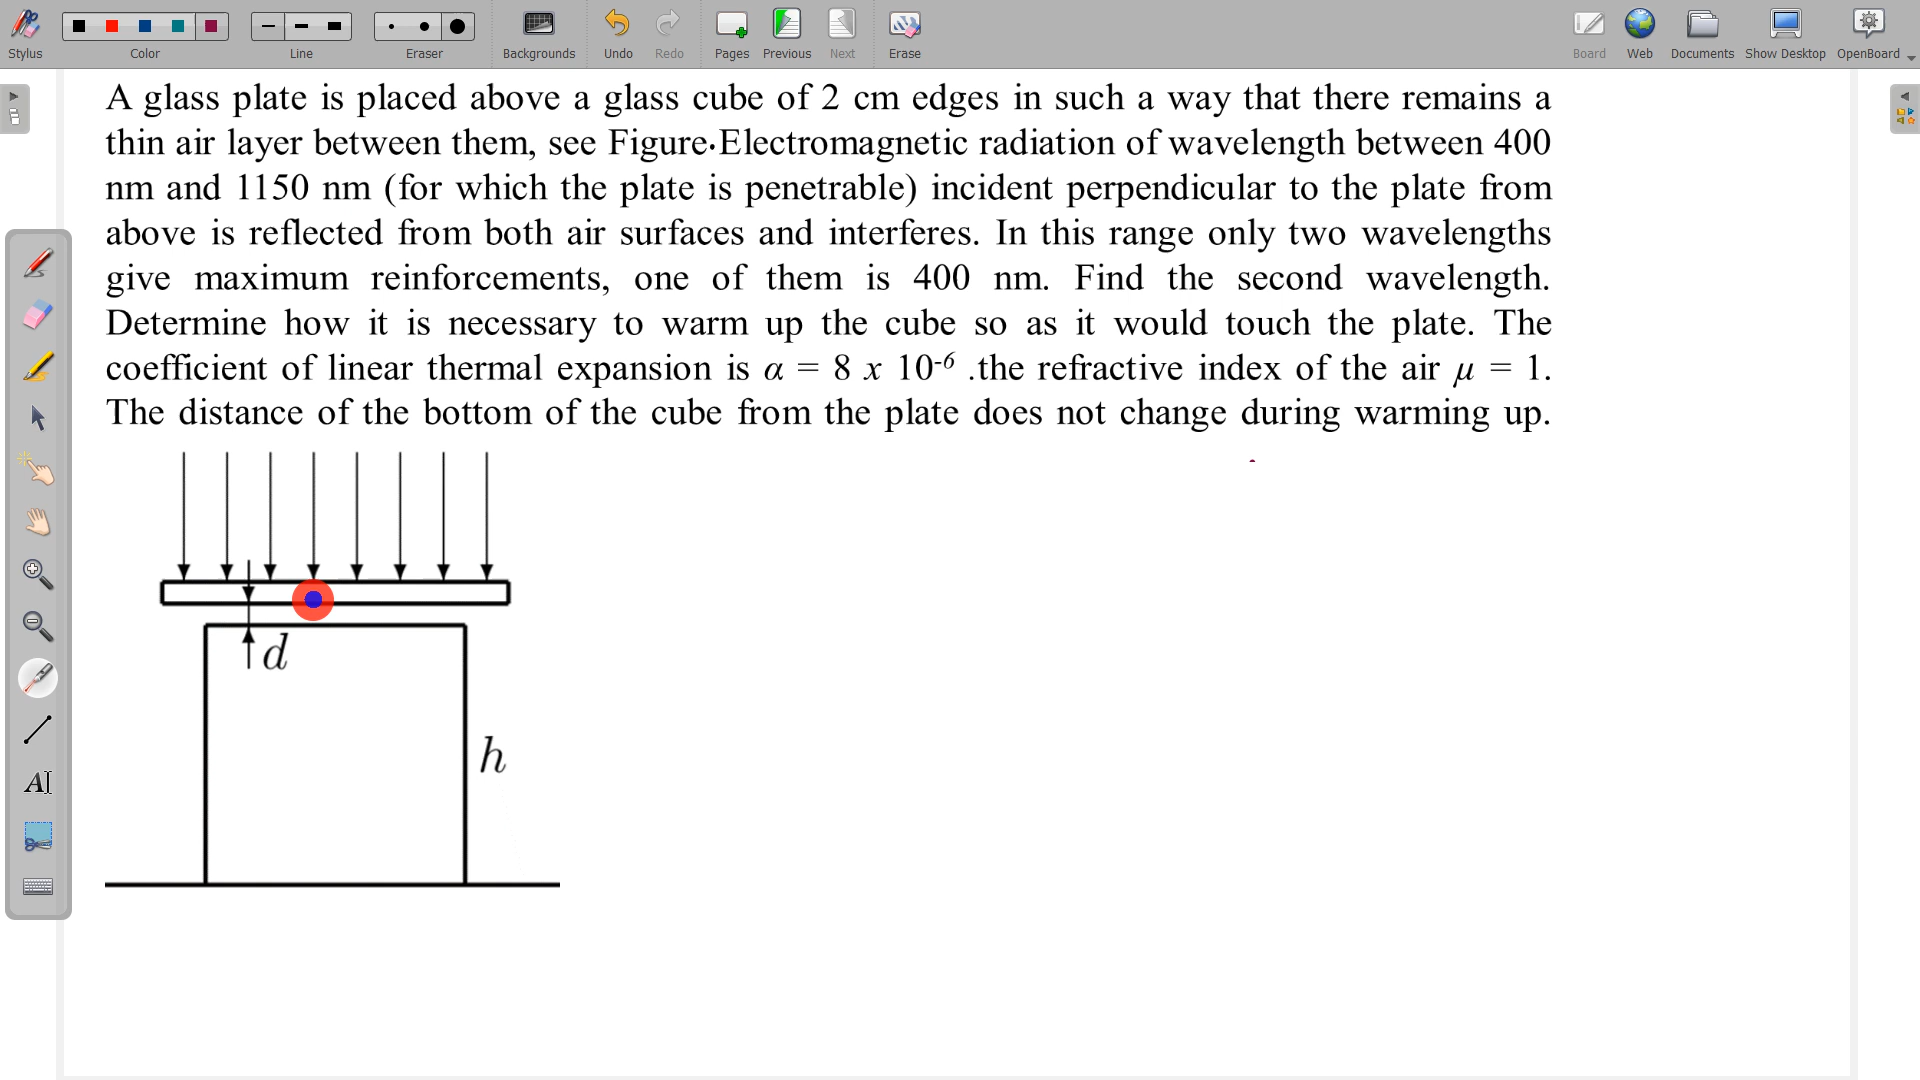 Stylus Color Line Eraser Backgrounds Undo Redo Pages Previous Next Erase Board Web Documents Show Desktop OpenBoard
A glass plate is placed above a glass cube of 2 cm edges in such a way that there remains a
thin air layer between them, see Figure.Electromagnetic radiation of wavelength between 400
nm and 1150 nm (for which the plate is penetrable) incident perpendicular to the plate from
above is reflected from both air surfaces and interferes. In this range only two wavelengths
give maximum reinforcements, one of them is 400 nm. Find the second wavelength.
Determine how it is necessary to warm up the cube so as it would touch the plate. The
coefficient of linear thermal expansion is α = 8 x 10-6 .the refractive index of the air μ = 1.
The distance of the bottom of the cube from the plate does not change during warming up.
d
h